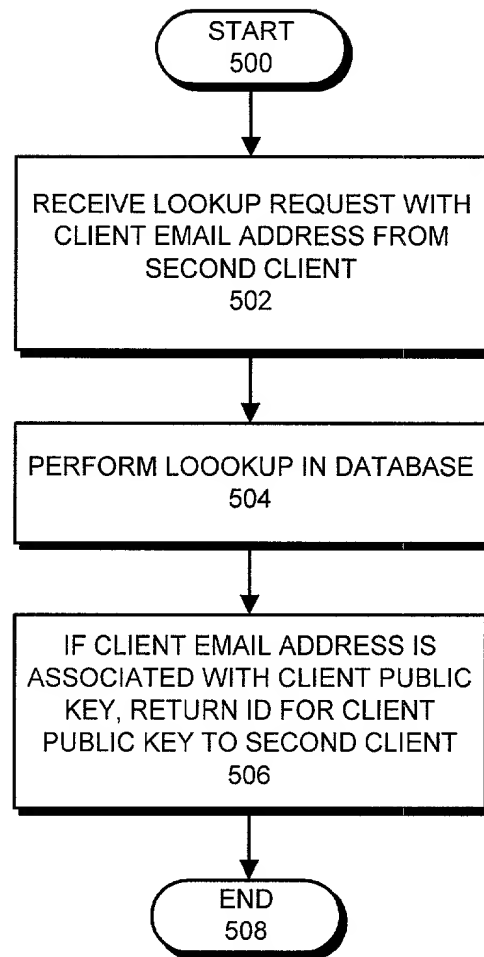 START
500
RECEIVE LOOKUP REQUEST WITH
CLIENT EMAIL ADDRESS FROM
SECOND CLIENT
502
PERFORM LOOOKUP IN DATABASE
504
IF CLIENT EMAIL ADDRESS IS
ASSOCIATED WITH CLIENT PUBLIC
KEY, RETURN ID FOR CLIENT
PUBLIC KEY TO SECOND CLIENT
506
END
508